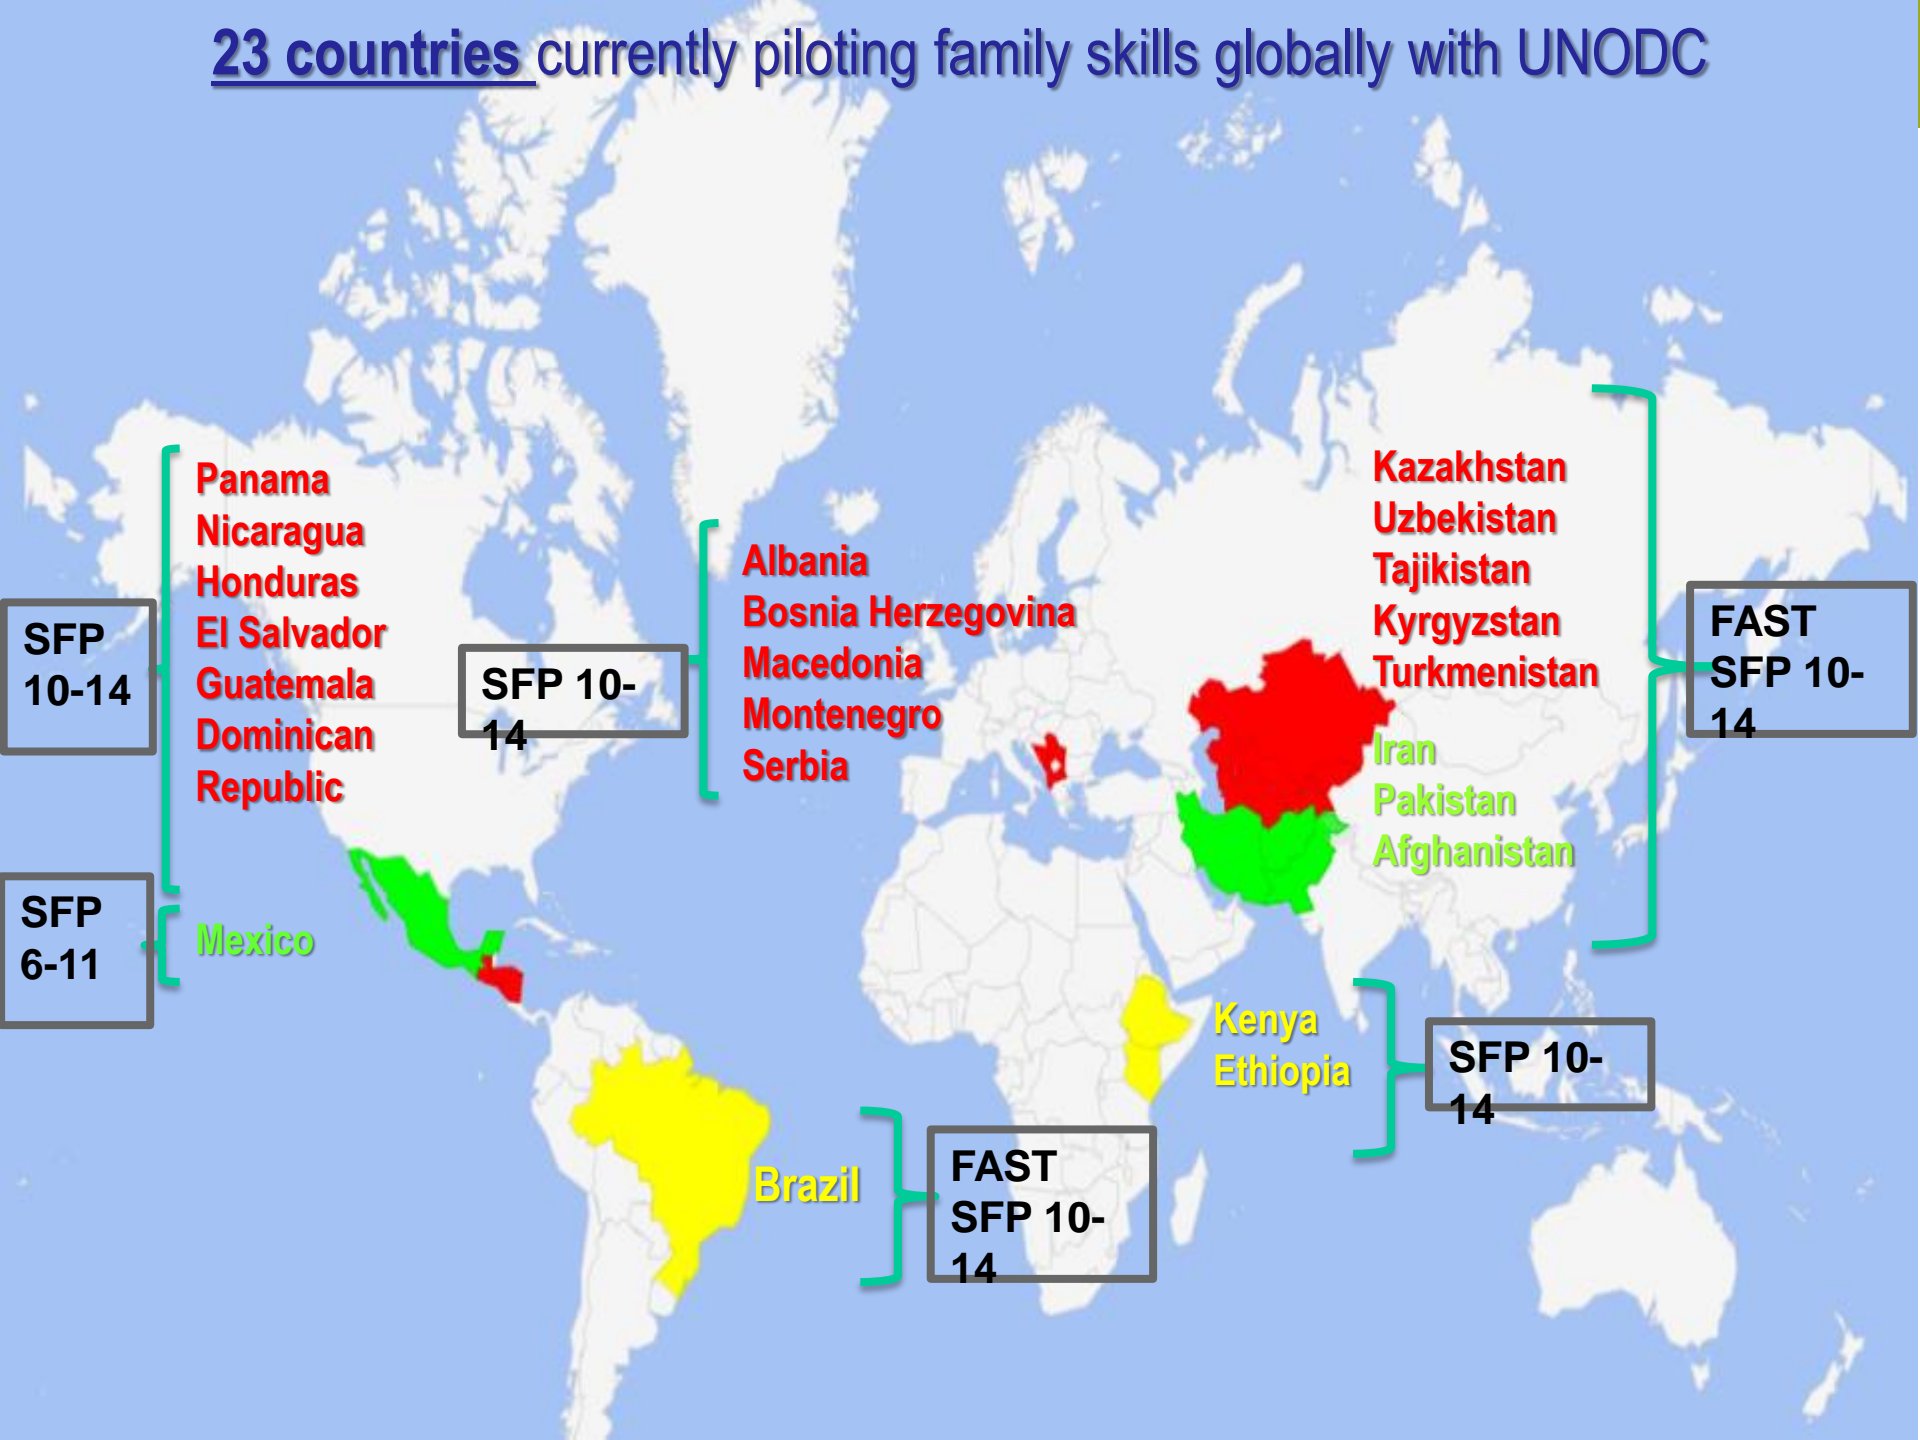 23 countries currently piloting family skills globally with UNODC
SFP
10-14
Panama
Nicaragua
Honduras
El Salvador
Guatemala
Dominican
Republic
SFP
6-11
Mexico
SFP 10-
14
Albania
Bosnia Herzegovina
Macedonia
Montenegro
Serbia
Kazakhstan
Uzbekistan
Tajikistan
Kyrgyzstan
Turkmenistan
Iran
Pakistan
Afghanistan
FAST
SFP 10-
14
Kenya
Ethiopia
SFP 10-
14
Brazil
FAST
SFP 10-
14